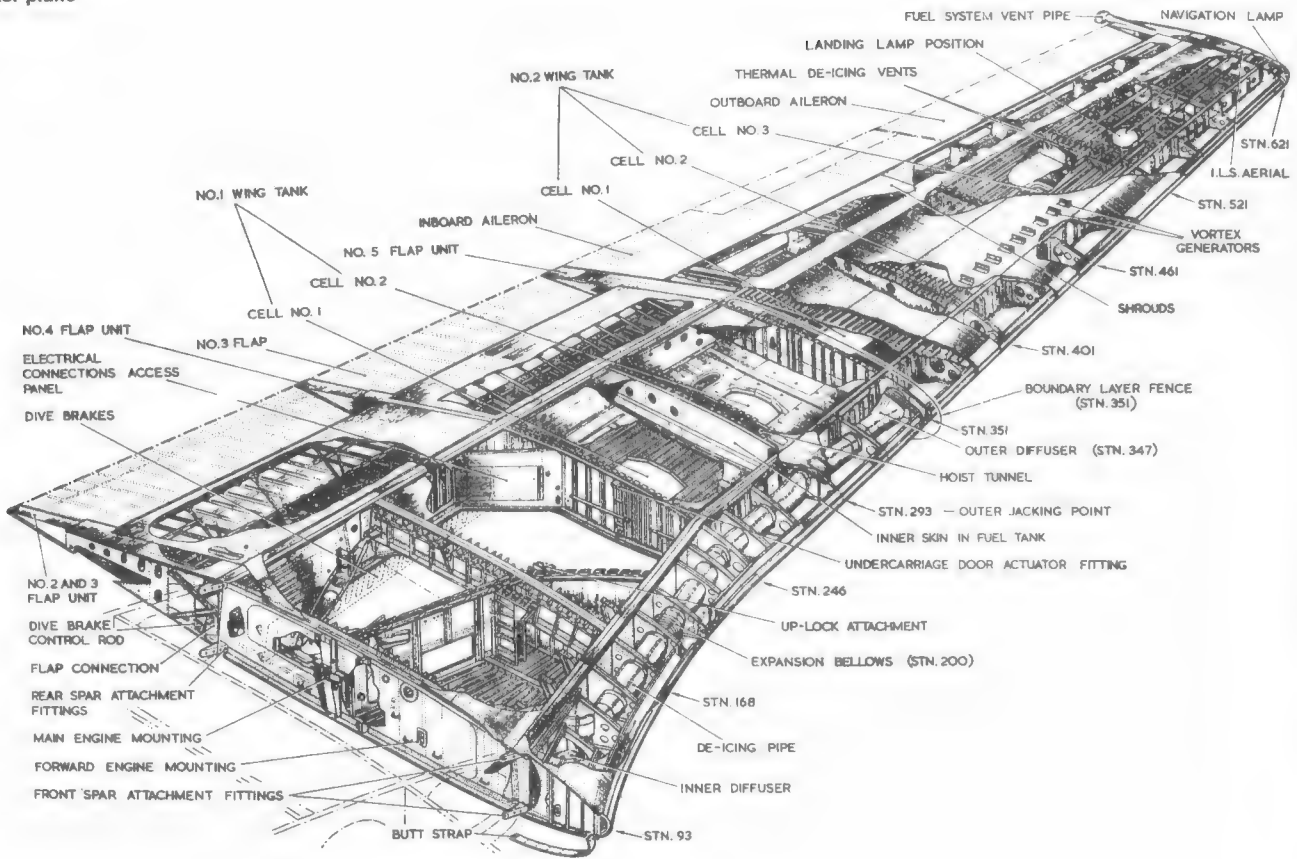 plane
FUEL SYSTEM VENT PIPE
NAVIGATION LAMP
LANDING LAMP POSITION
THERMAL DE-ICING VENTS
NO.2 WING TANK
OUTBOARD AILERON
CELL NO. 3
CELL NO. 2
CELL NO. 1
STN.621
I.L.S. AERIAL
STN. 521
NO.1 WING TANK
INBOARD AILERON
NO. 5 FLAP UNIT
CELL NO. 2
CELL NO. 1
VORTEX
GENERATORS
STN. 461
SHROUDS
STN. 401
NO.4 FLAP UNIT
NO.3 FLAP
ELECTRICAL
CONNECTIONS ACCESS
PANEL
DIVE BRAKES
BOUNDARY LAYER FENCE
(STN. 351)
STN. 351
OUTER DIFFUSER (STN. 347)
HOIST TUNNEL
STN. 293 — OUTER JACKING POINT
INNER SKIN IN FUEL TANK
UNDERCARRIAGE DOOR ACTUATOR FITTING
STN. 246
UP-LOCK ATTACHMENT
EXPANSION BELLOWS (STN. 200)
STN. 168
DE-ICING PIPE
INNER DIFFUSER
STN. 93
NO. 2 AND 3
FLAP UNIT
DIVE BRAKE
CONTROL ROD
FLAP CONNECTION
REAR SPAR ATTACHMENT
FITTINGS
MAIN ENGINE MOUNTING
FORWARD ENGINE MOUNTING
FRONT SPAR ATTACHMENT FITTINGS
BUTT STRAP